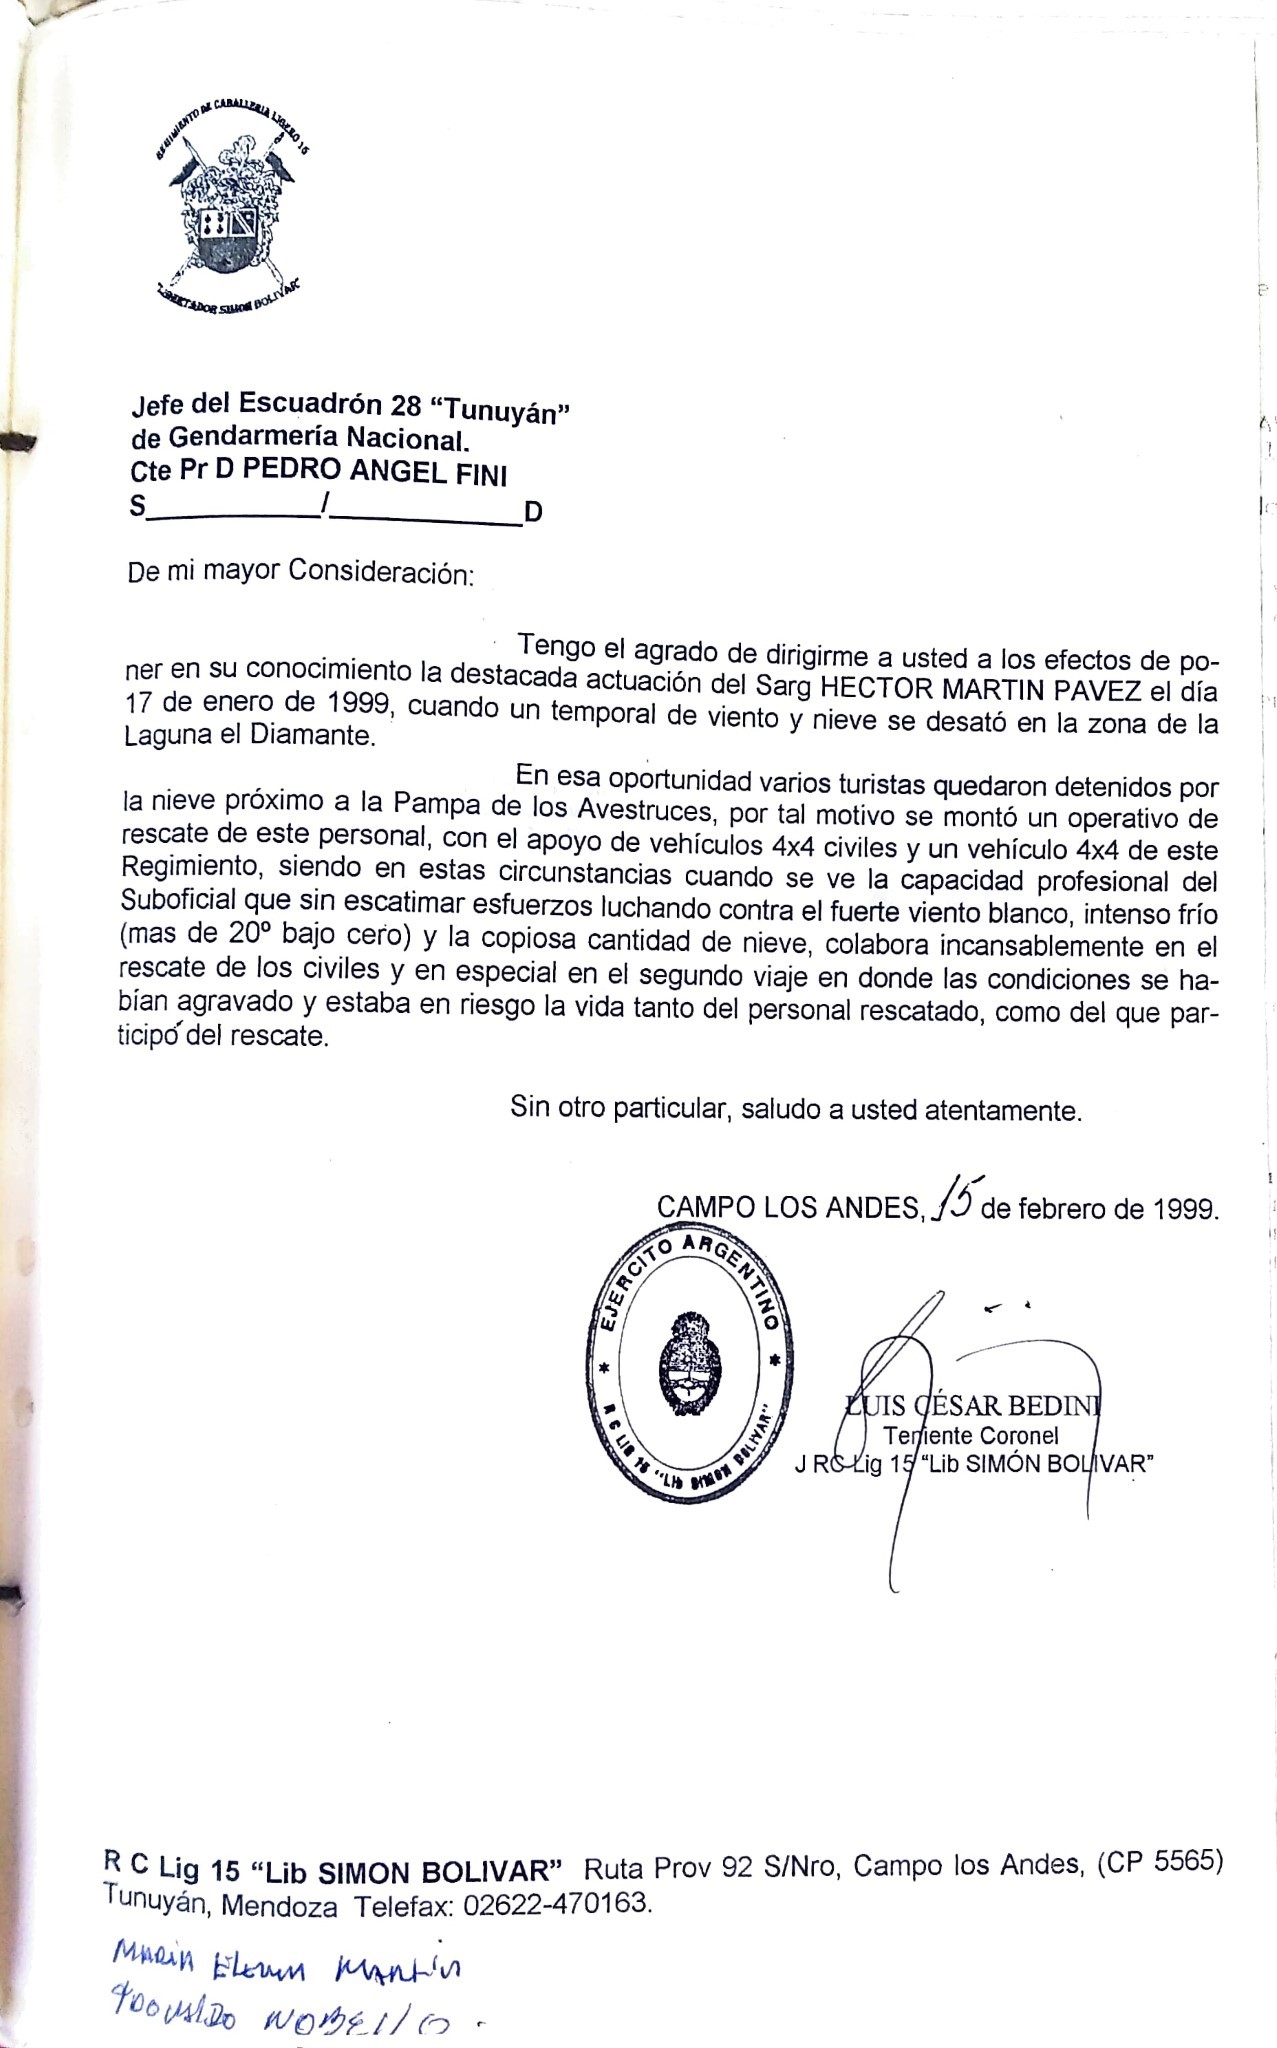 REGIMIENTO DE CABALLERIA LIGERO 15
"LIBERTADOR SIMON BOLIVAR"
Jefe del Escuadrón 28 “Tunuyán”
de Gendarmería Nacional.
Cte Pr D PEDRO ANGEL FINI
S____________/_____________D
De mi mayor Consideración:
Tengo el agrado de dirigirme a usted a los efectos de po-
ner en su conocimiento la destacada actuación del Sarg HECTOR MARTIN PAVEZ el día
17 de enero de 1999, cuando un temporal de viento y nieve se desató en la zona de la
Laguna el Diamante.
En esa oportunidad varios turistas quedaron detenidos por
la nieve próximo a la Pampa de los Avestruces, por tal motivo se montó un operativo de
rescate de este personal, con el apoyo de vehículos 4x4 civiles y un vehículo 4x4 de este
Regimiento, siendo en estas circunstancias cuando se ve la capacidad profesional del
Suboficial que sin escatimar esfuerzos luchando contra el fuerte viento blanco, intenso frío
(mas de 20º bajo cero) y la copiosa cantidad de nieve, colabora incansablemente en el
rescate de los civiles y en especial en el segundo viaje en donde las condiciones se ha-
bían agravado y estaba en riesgo la vida tanto del personal rescatado, como del que par-
ticipó del rescate.
Sin otro particular, saludo a usted atentamente.
CAMPO LOS ANDES, 15 de febrero de 1999.
EJERCITO ARGENTINO
R C LIG 15 "Lib SIMON BOLIVAR"
LUIS CÉSAR BEDINI
Teniente Coronel
J RC Lig 15 “Lib SIMÓN BOLIVAR”
R C Lig 15 “Lib SIMON BOLIVAR” Ruta Prov 92 S/Nro, Campo los Andes, (CP 5565)
Tunuyán, Mendoza Telefax: 02622-470163.
MARIA ELENA MARTIN